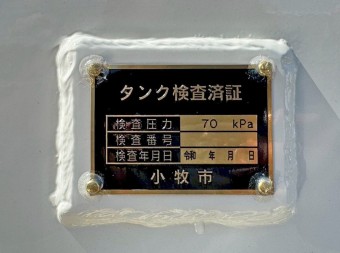 タンク検査済証
検査圧力 70 kPa
検査番号
検査年月日 令和 年 月 日
小牧市